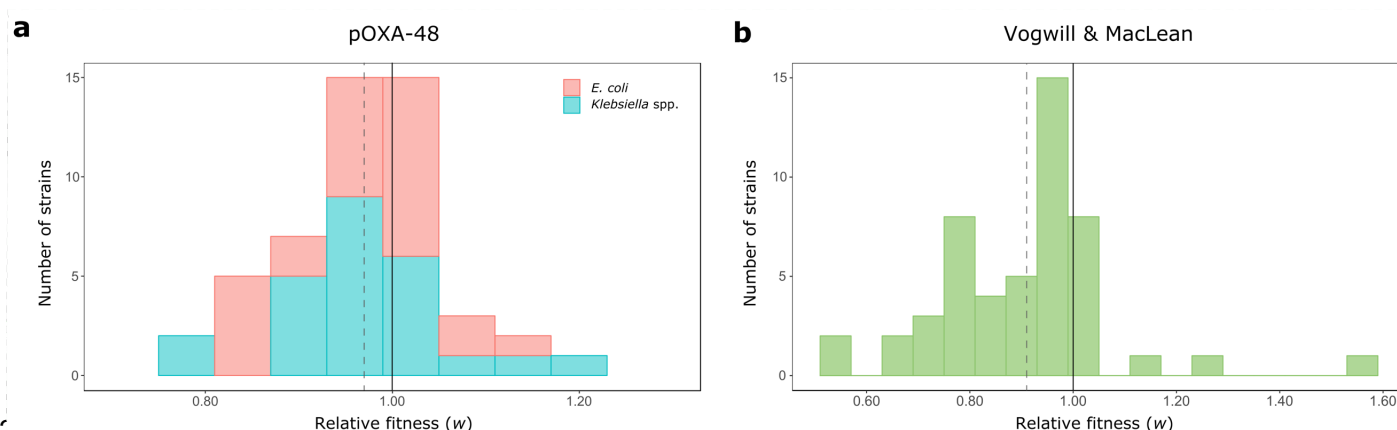 a
pOXA-48
15
10
5
0
Number of strains
E. coli
Klebsiella spp.
0.80
1.00
1.20
Relative fitness (w)
b
Vogwill & MacLean
15
10
5
0
Number of strains
0.60
0.80
1.00
1.20
1.40
1.60
Relative fitness (w)